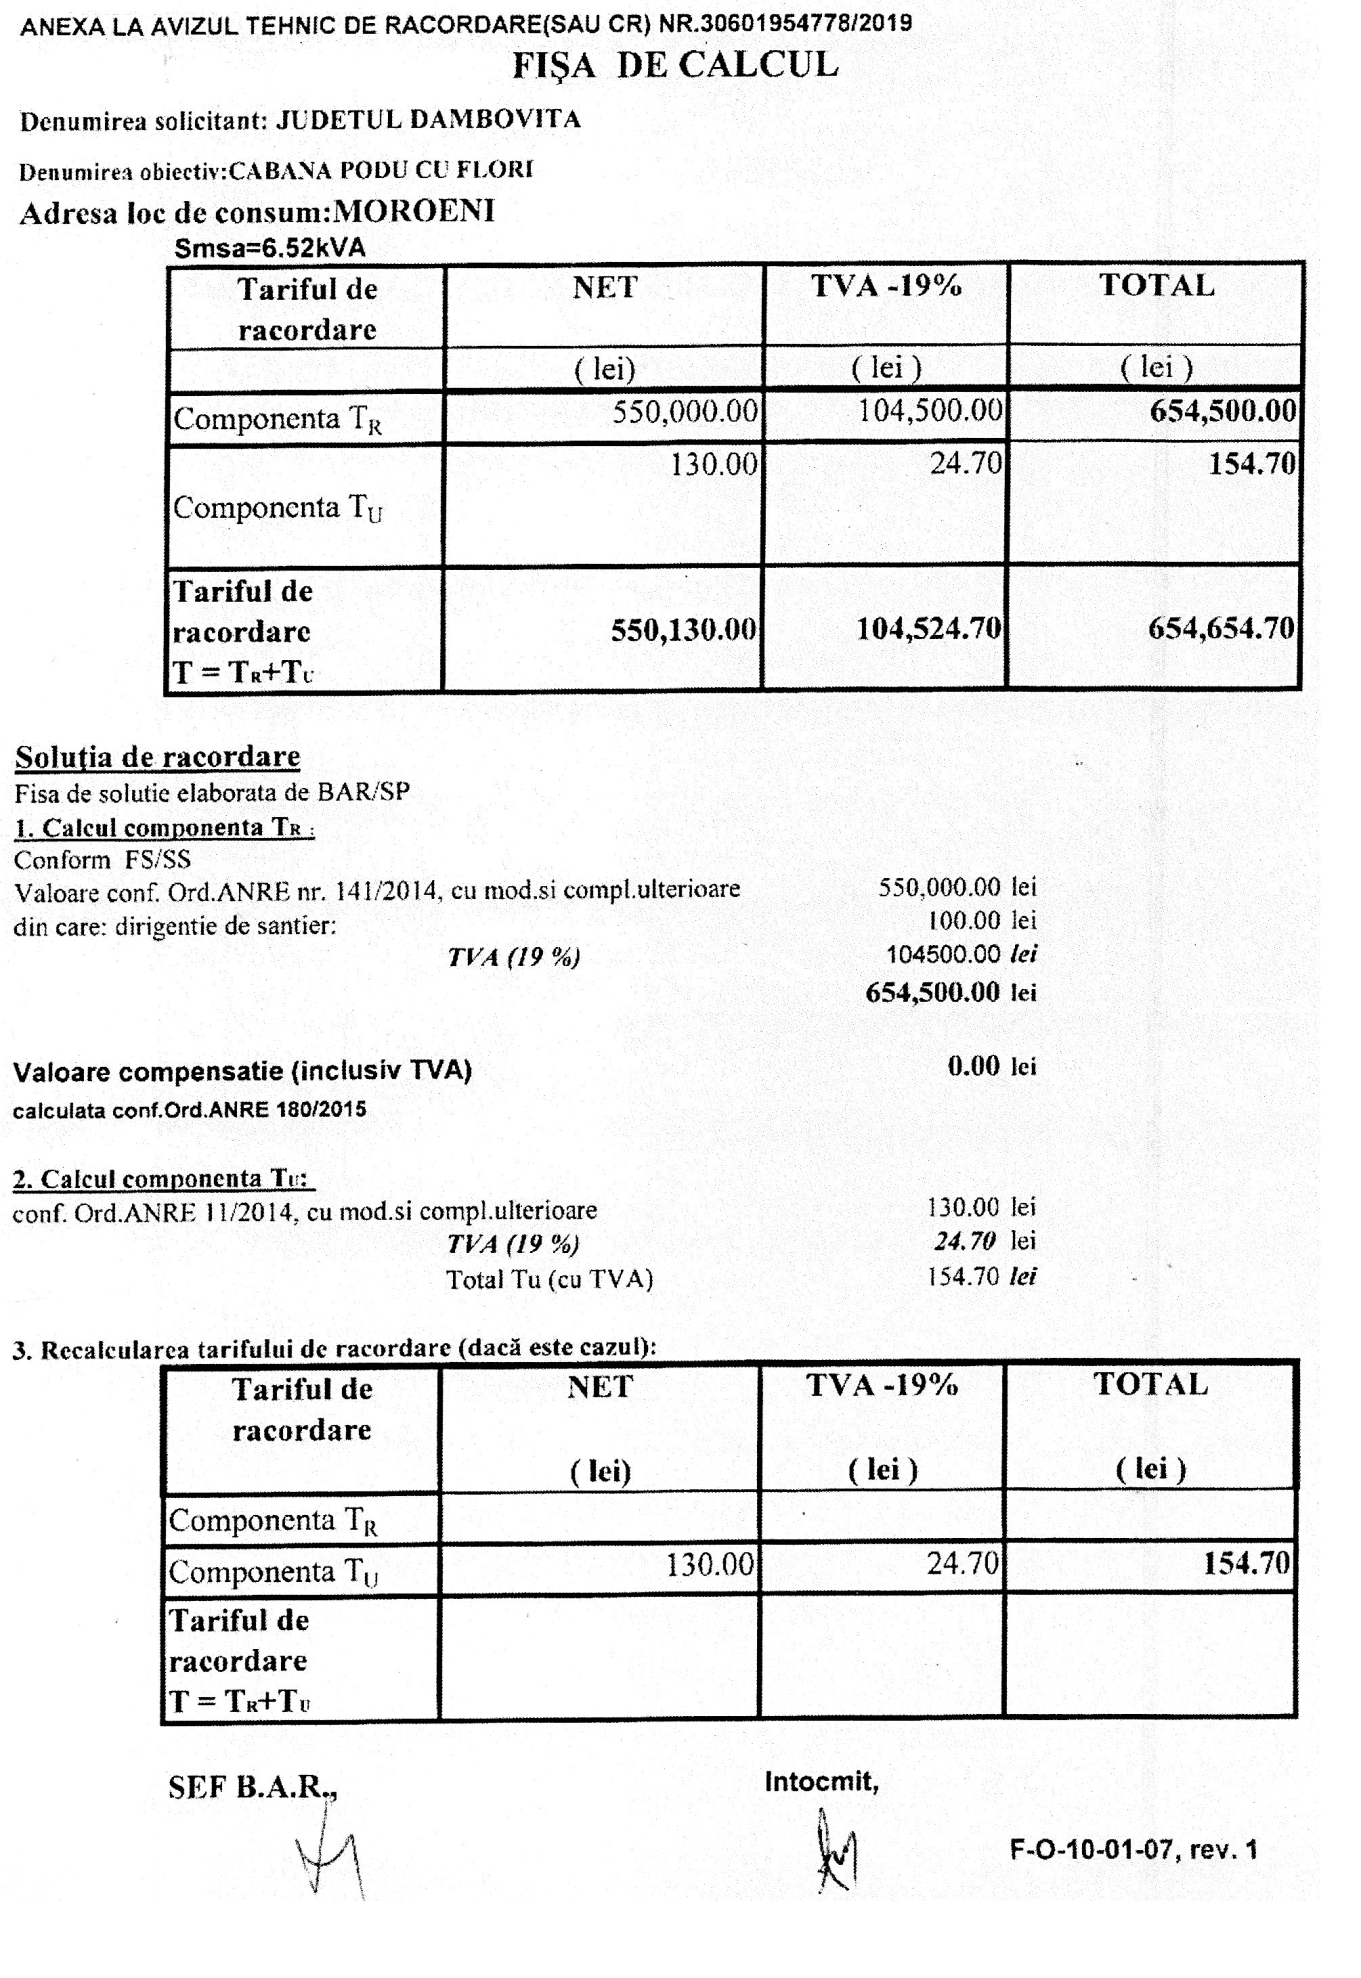 ANEXA LA AVIZUL TEHNIC DE RACORDARE(SAU CR) NR.30601954778/2019
FIŞA DE CALCUL
Denumirea solicitant: JUDETUL DAMBOVITA
Denumirea obiectiv:CABANA PODU CU FLORI
Adresa loc de consum:MOROENI
Smsa=6.52kVA
Tariful de racordare NET TVA -19% TOTAL
( lei) ( lei ) ( lei )
Componenta TR 550,000.00 104,500.00 654,500.00
Componenta TU 130.00 24.70 154.70
Tariful de
racordare 550,130.00 104,524.70 654,654.70
T = TR+TU
Soluţia de racordare
Fisa de solutie elaborata de BAR/SP
1. Calcul componenta TR :
Conform FS/SS
Valoare conf. Ord.ANRE nr. 141/2014, cu mod.si compl.ulterioare 550,000.00 lei
din care: dirigentie de santier: 100.00 lei
TVA (19 %) 104500.00 lei
654,500.00 lei
Valoare compensatie (inclusiv TVA) 0.00 lei
calculata conf.Ord.ANRE 180/2015
2. Calcul componenta TU:
conf. Ord.ANRE 11/2014, cu mod.si compl.ulterioare 130.00 lei
TVA (19 %) 24.70 lei
Total Tu (cu TVA) 154.70 lei
3. Recalcularea tarifului de racordare (dacă este cazul):
Tariful de racordare NET TVA -19% TOTAL
( lei) ( lei ) ( lei )
Componenta TR
Componenta TU 130.00 24.70 154.70
Tariful de
racordare
T = TR+TU
SEF B.A.R., Intocmit,
F-O-10-01-07, rev. 1